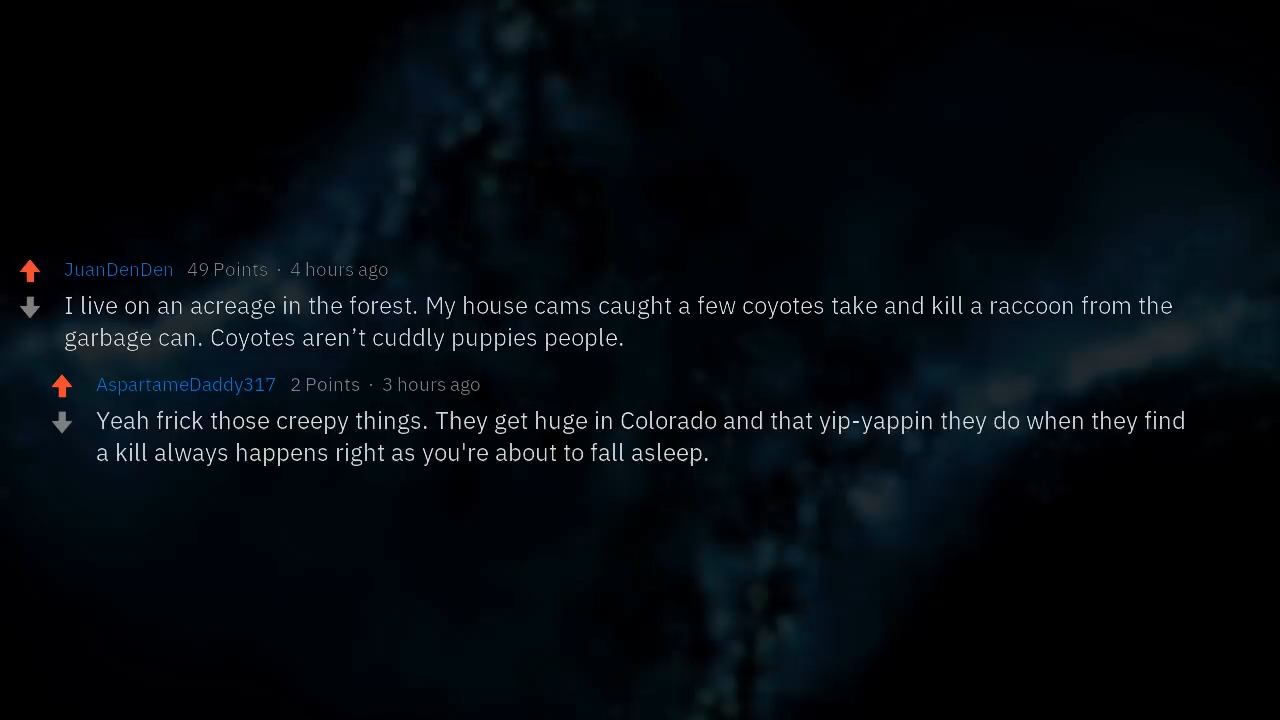 JuanDenDen 49 Points · 4 hours ago
I live on an acreage in the forest. My house cams caught a few coyotes take and kill a raccoon from the
garbage can. Coyotes aren’t cuddly puppies people.
AspartameDaddy317 2 Points · 3 hours ago
Yeah frick those creepy things. They get huge in Colorado and that yip-yappin they do when they find
a kill always happens right as you're about to fall asleep.